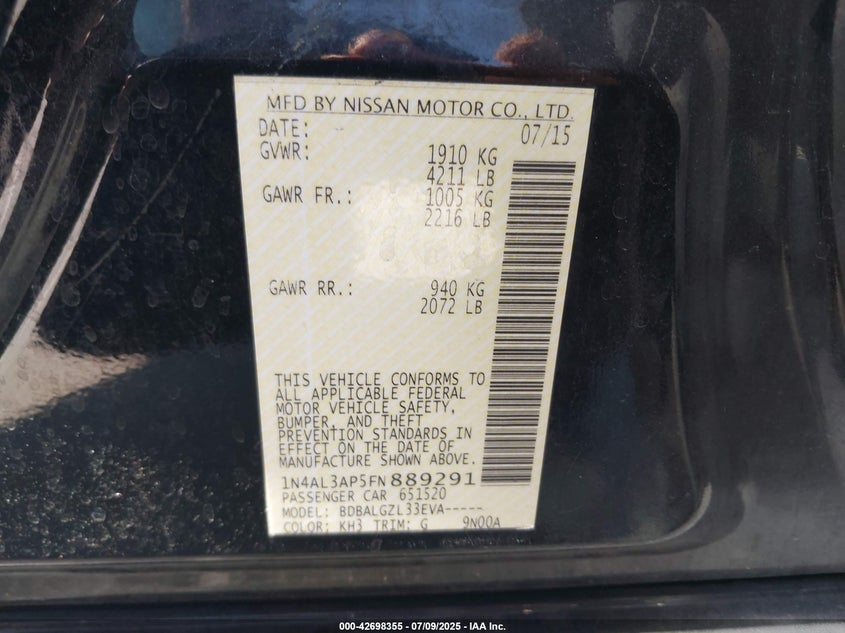 MFD BY NISSAN MOTOR CO., LTD.
DATE: 07/15
GVWR: 1910 KG
4211 LB
GAWR FR.: 1005 KG
2216 LB
GAWR RR.: 940 KG
2072 LB
THIS VEHICLE CONFORMS TO
ALL APPLICABLE FEDERAL
MOTOR VEHICLE SAFETY,
BUMPER, AND THEFT
PREVENTION STANDARDS IN
EFFECT ON THE DATE OF
MANUFACTURE SHOWN ABOVE.
1N4AL3AP5FN889291
PASSENGER CAR 651520
MODEL: BDBALGZL33EVA-----
COLOR: KH3 TRIM: G 9N00A
000-42698355 - 07/09/2025 - IAA Inc.